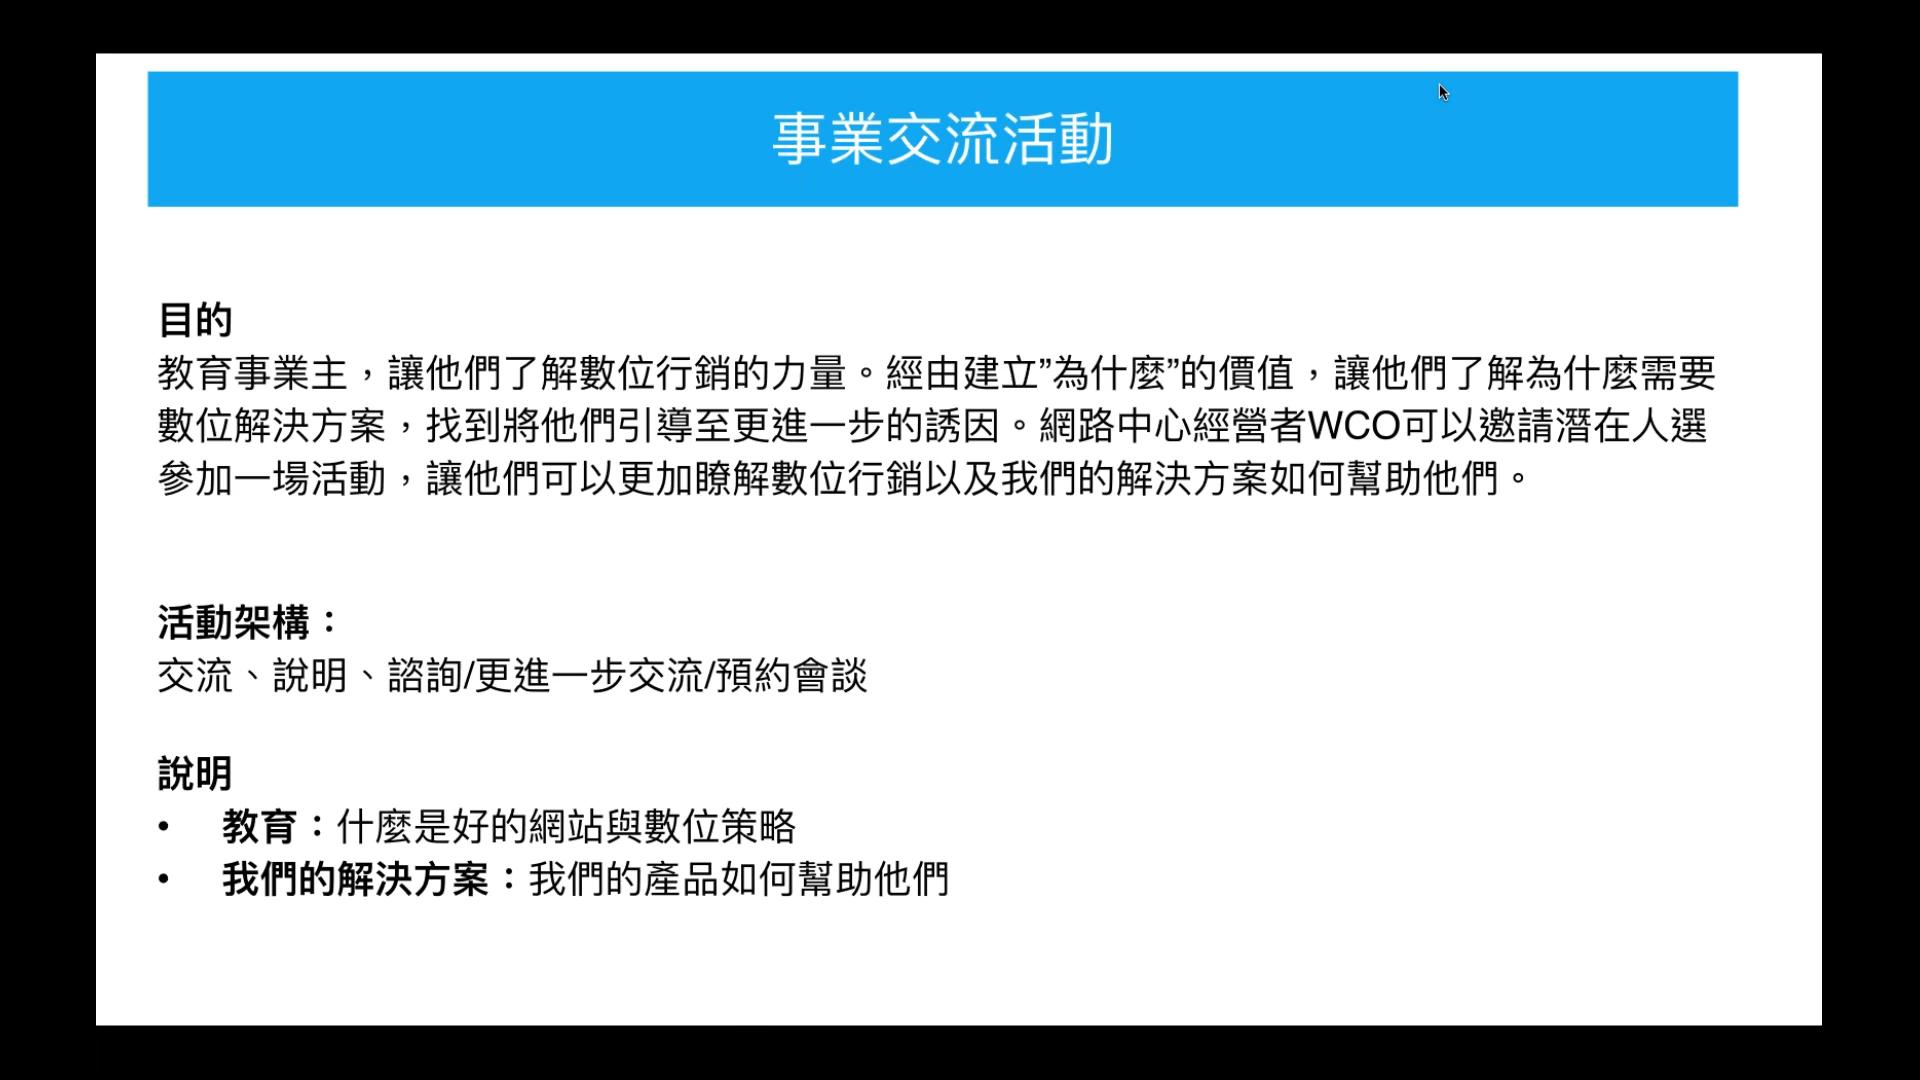 事業交流活動
目的
教育事業主，讓他們了解數位行銷的力量。經由建立”為什麼”的價值，讓他們了解為什麼需要
數位解決方案，找到將他們引導至更進一步的誘因。網路中心經營者WCO可以邀請潛在人選
參加一場活動，讓他們可以更加瞭解數位行銷以及我們的解決方案如何幫助他們。
活動架構：
交流、說明、諮詢/更進一步交流/預約會談
說明
• 教育：什麼是好的網站與數位策略
• 我們的解決方案：我們的產品如何幫助他們